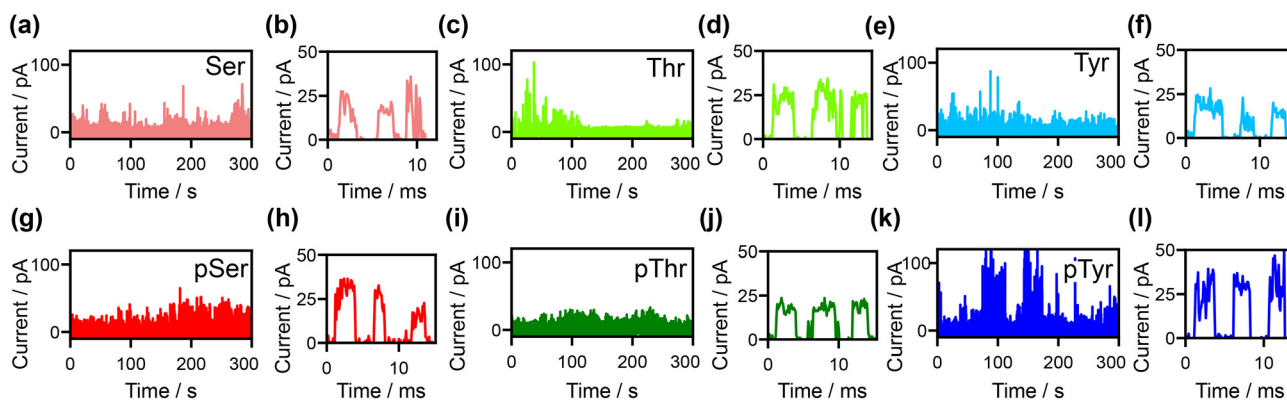 (a) (b) (c) (d) (e) (f)
Current / pA 100 0 Ser 0 100 200 300 Time / s
Current / pA 50 25 0 0 10 Time / ms
Current / pA 100 0 Thr 0 100 200 300 Time / s
Current / pA 50 25 0 0 10 Time / ms
Current / pA 100 0 Tyr 0 100 200 300 Time / s
Current / pA 50 25 0 0 10 Time / ms
(g) (h) (i) (j) (k) (l)
Current / pA 100 0 pSer 0 100 200 300 Time / s
Current / pA 50 25 0 0 10 Time / ms
Current / pA 100 0 pThr 0 100 200 300 Time / s
Current / pA 50 25 0 0 10 Time / ms
Current / pA 100 0 pTyr 0 100 200 300 Time / s
Current / pA 50 25 0 0 10 Time / ms